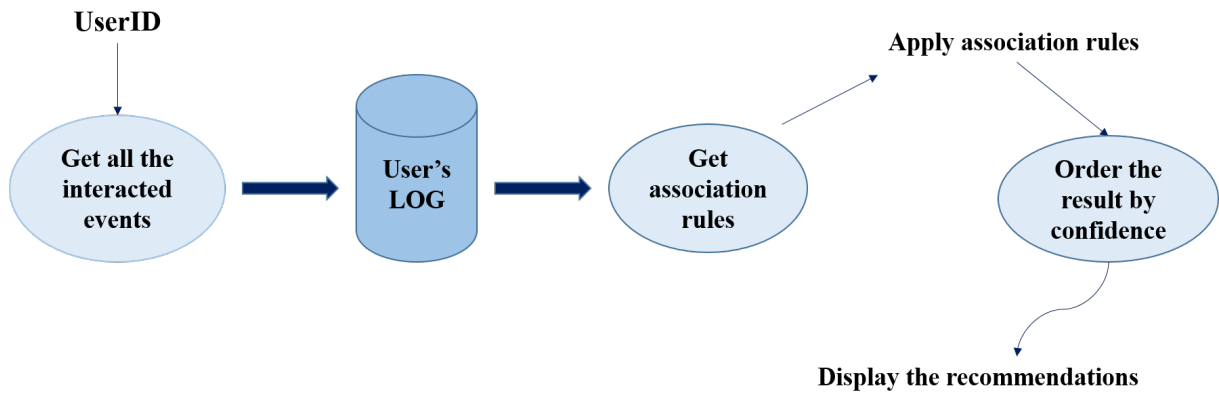 UserID
Get all the
interacted
events
User's
LOG
Get
association
rules
Apply association rules
Order the
result by
confidence
Display the recommendations